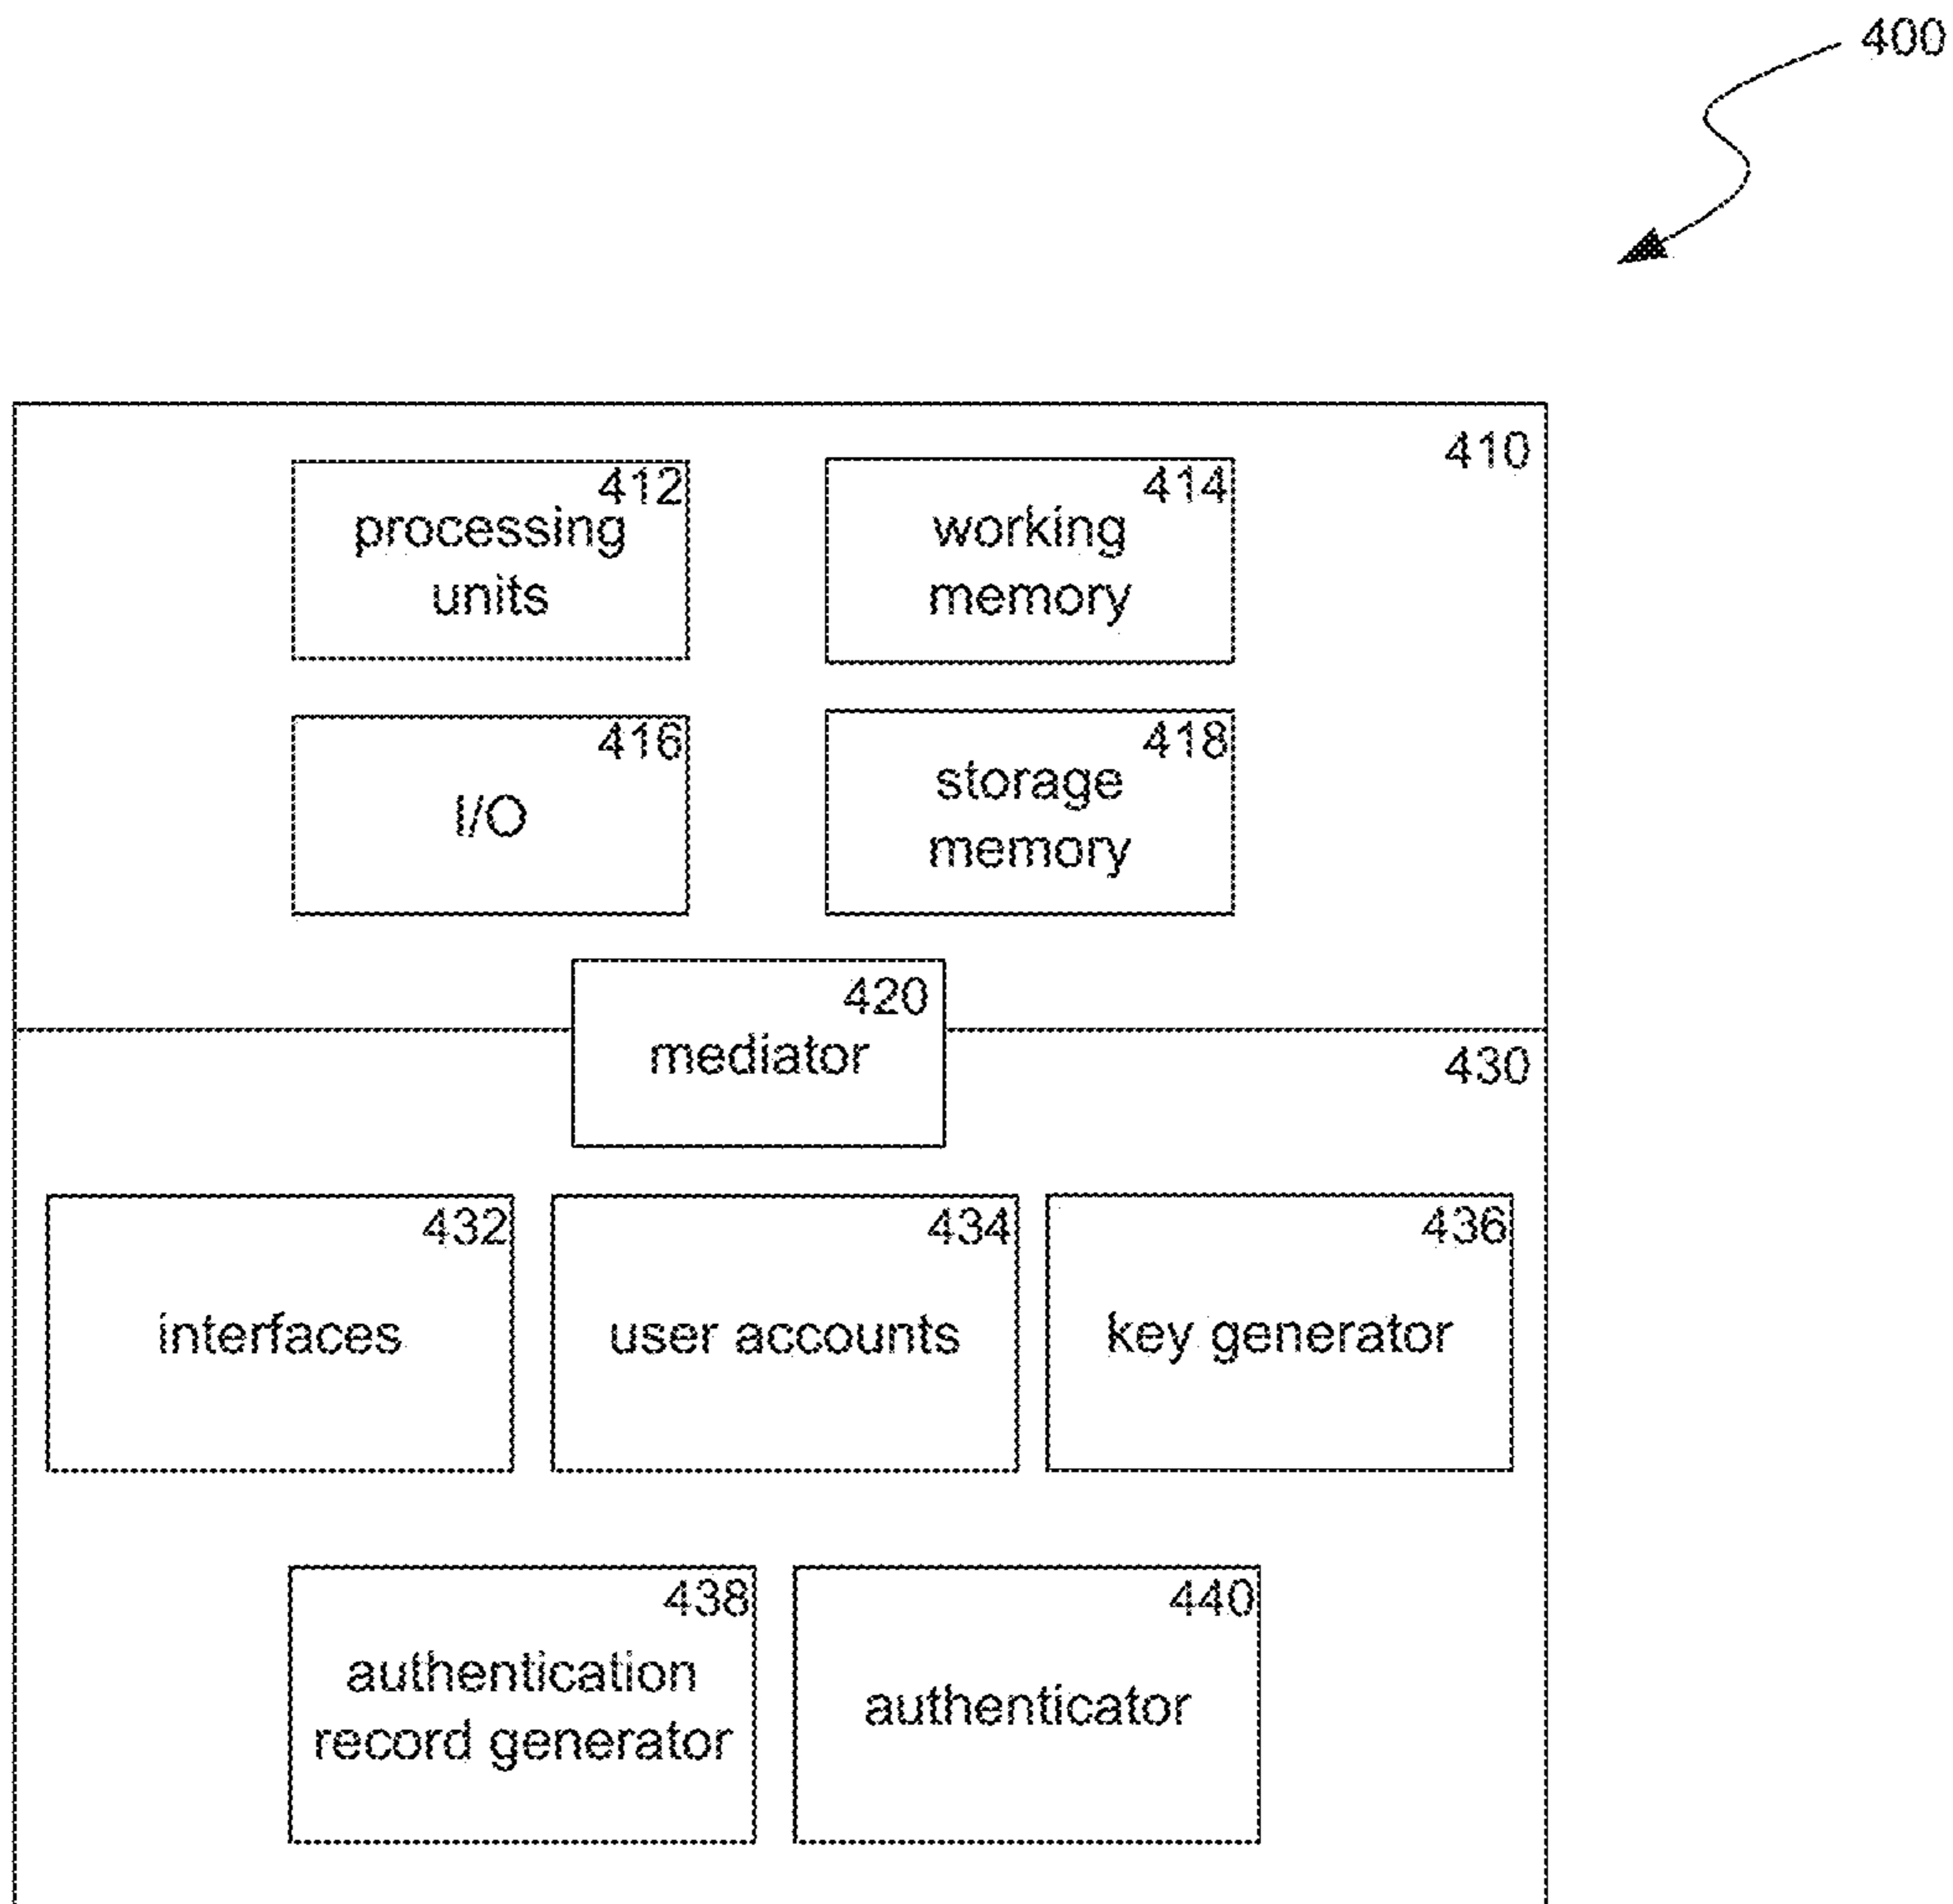 400
410
412
processing
units
414
working
memory
416
I/O
418
storage
memory
420
mediator
430
432
interfaces
434
user accounts
436
key generator
438
authentication
record generator
440
authenticator